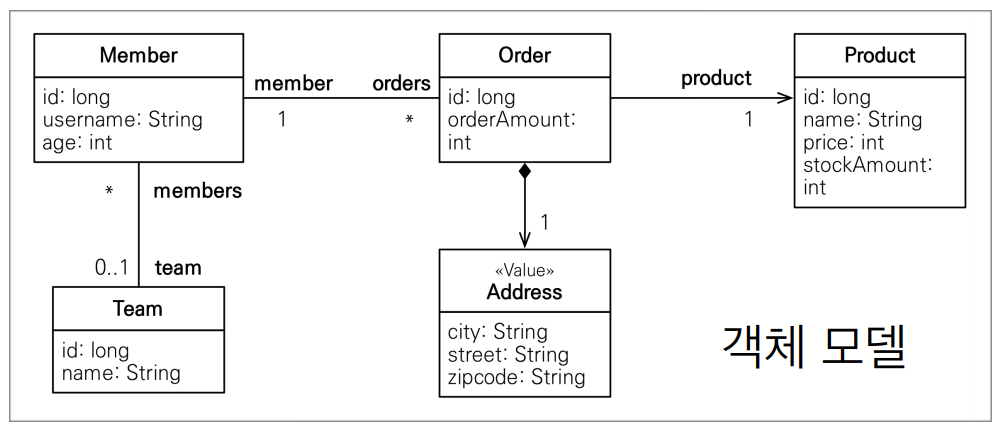 Member
id: long
username: String
age: int
member
1
orders
*
Order
id: long
orderAmount:
int
product
1
Product
id: long
name: String
price: int
stockAmount:
int
*
members
0..1
team
Team
id: long
name: String
1
«Value»
Address
city: String
street: String
zipcode: String
객체 모델